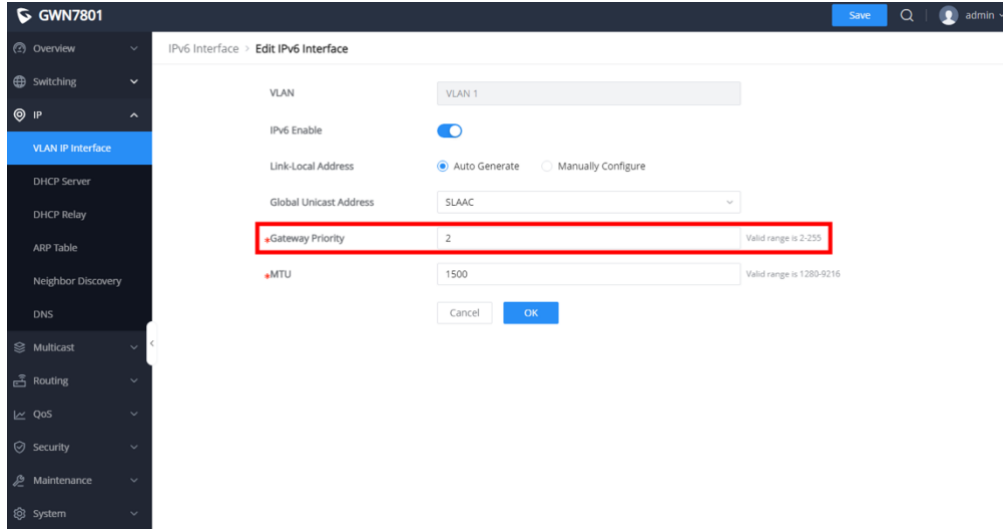 GWN7801
Save
admin
Overview
Switching
IP
VLAN IP Interface
DHCP Server
DHCP Relay
ARP Table
Neighbor Discovery
DNS
Multicast
Routing
QoS
Security
Maintenance
System
IPv6 Interface > Edit IPv6 Interface
VLAN VLAN 1
IPv6 Enable
Link-Local Address Auto Generate Manually Configure
Global Unicast Address SLAAC
*Gateway Priority 2 Valid range is 2-255
*MTU 1500 Valid range is 1280-9216
Cancel OK